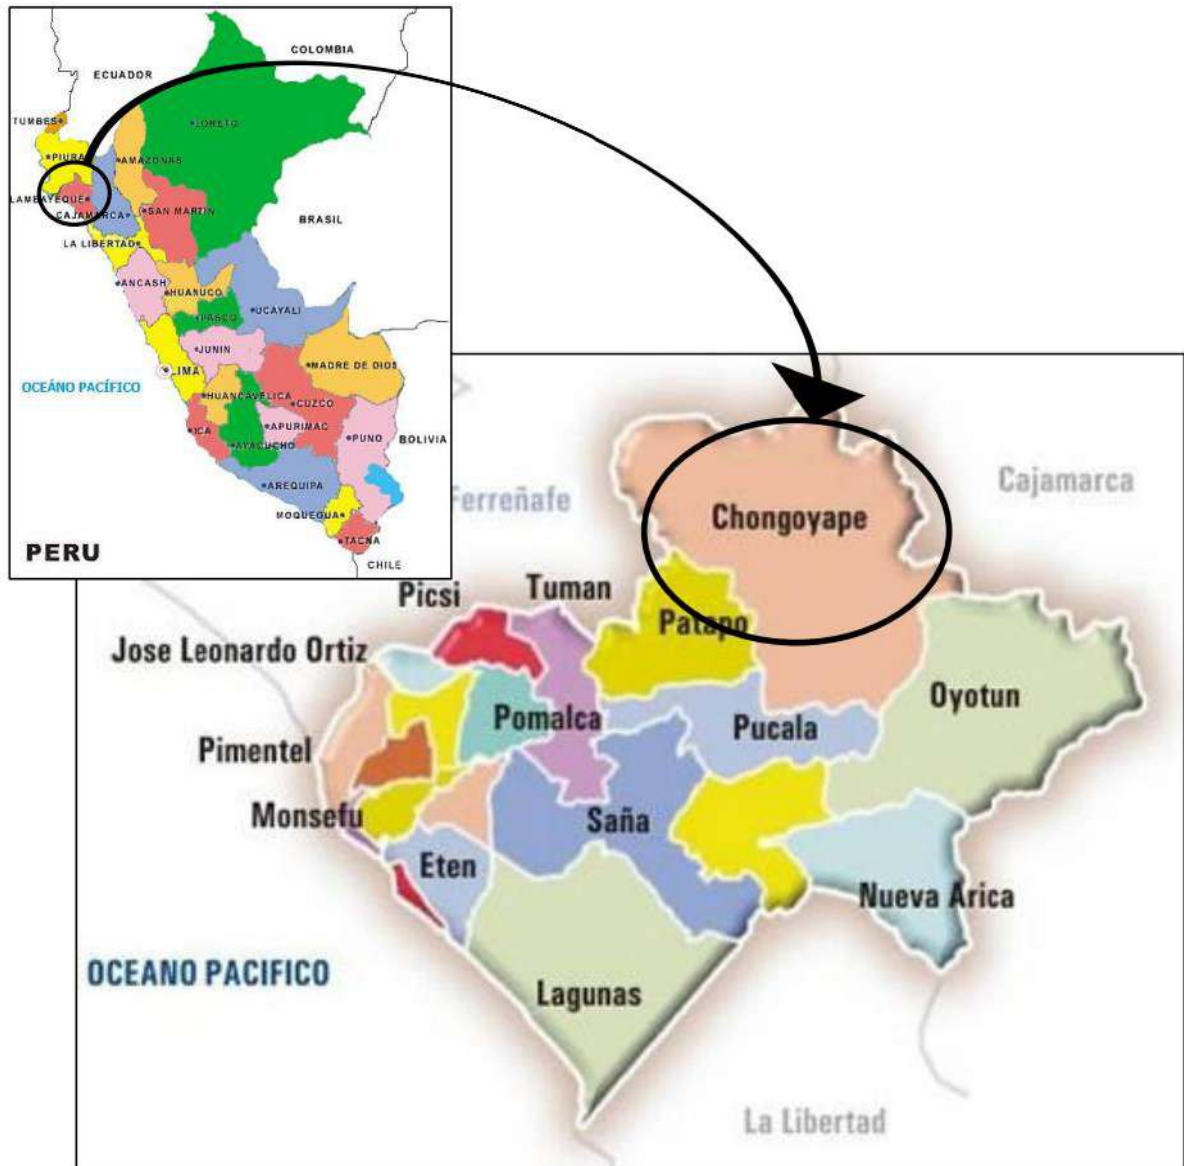 COLOMBIA
ECUADOR
TUMBES
LORETO
PIURA
AMAZONAS
LAMBAYEQUE
CAJAMARCA
SAN MARTIN
BRASIL
LA LIBERTAD
ANCASH
HUANUCO
UCAYALI
PASCO
JUNIN
LIMA
MADRE DE DIOS
OCEÁNO PACÍFICO
HUANCAVELICA
CUZCO
ICA
APURIMAC
AYACUCHO
PUNO
BOLIVIA
AREQUIPA
MOQUEGUA
TACNA
PERU
CHILE
Ferreñafe
Cajamarca
Chongoyape
Picsi
Tuman
Patapo
Jose Leonardo Ortiz
Oyotun
Pomalca
Pucala
Pimentel
Monsefu
Saña
Eten
Nueva Arica
OCEANO PACIFICO
Lagunas
La Libertad